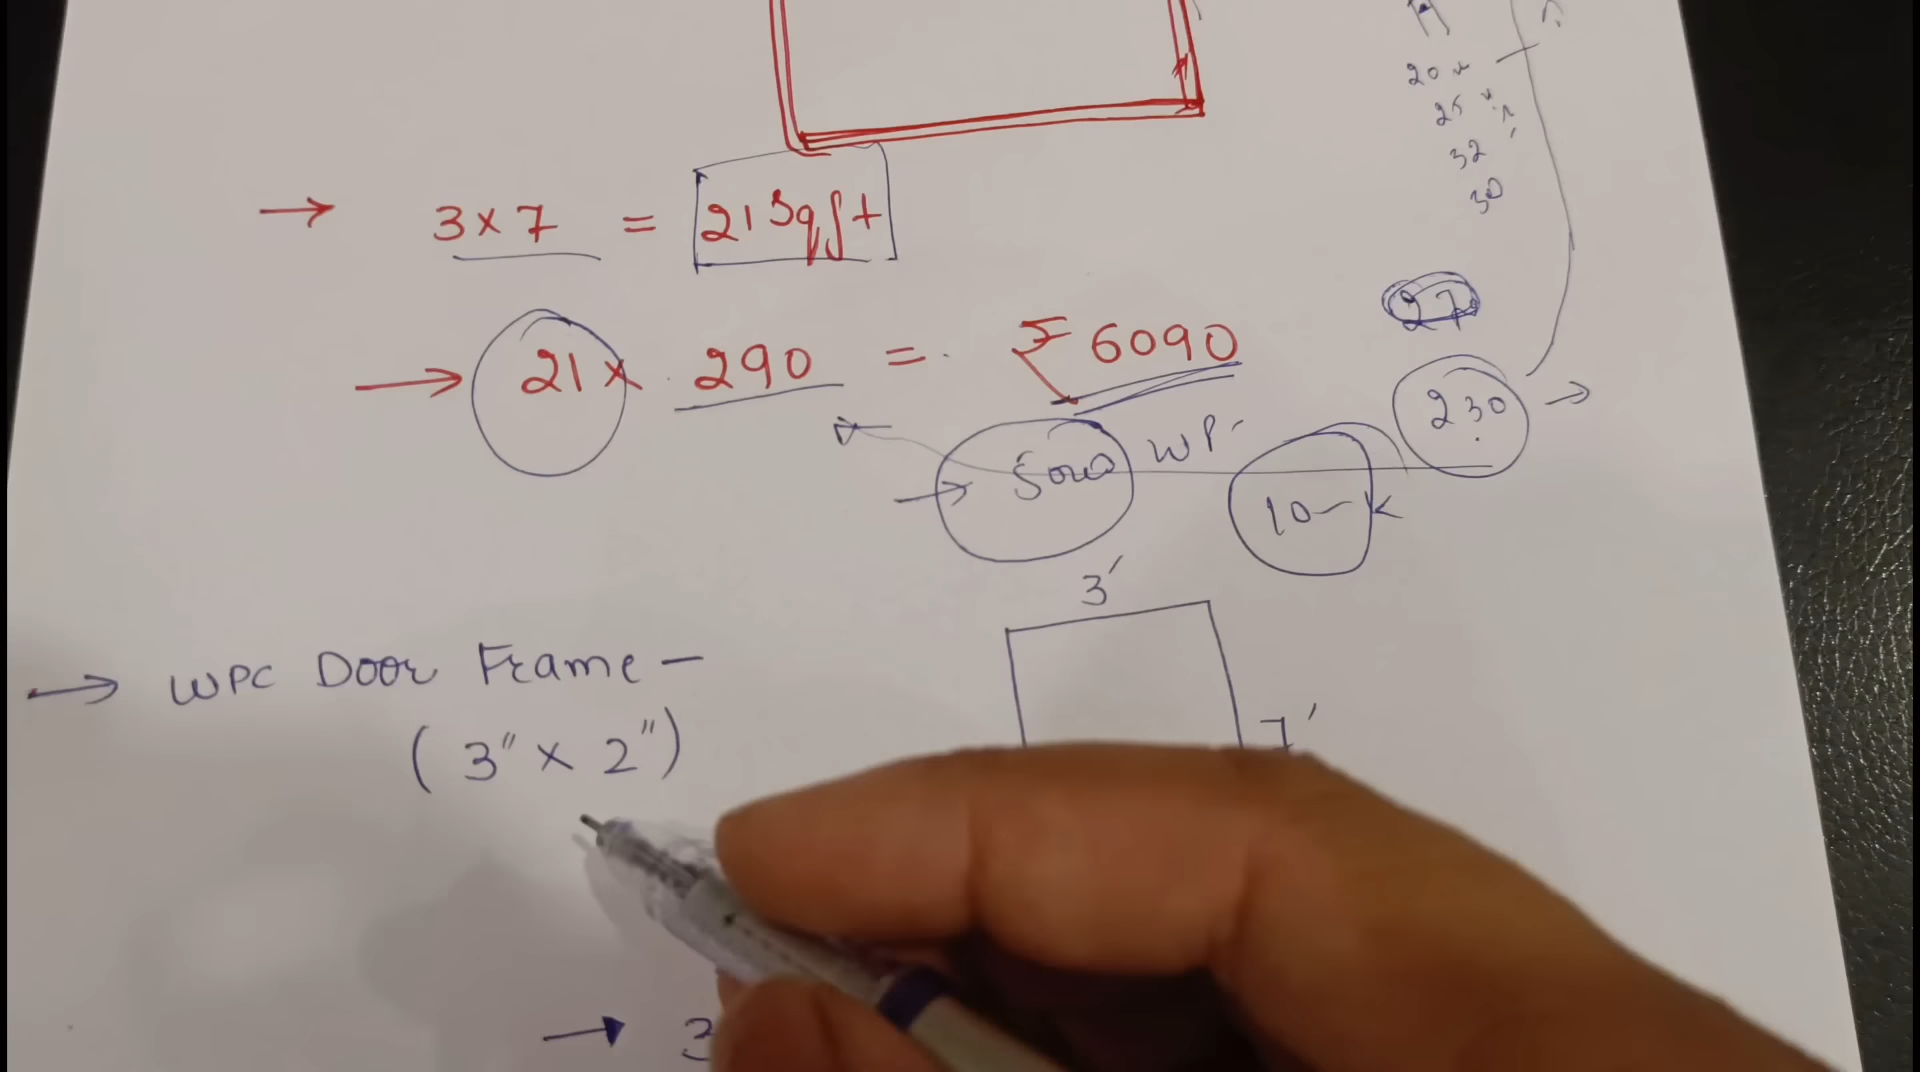 20
25
32
30
→ 3x7 = 21 Sqft
27
→ 21 x 290 = ₹ 6090
230 →
→ 5000 WP
10-K
3'
→ WPC Door Frame -
7'
(3" x 2")
→ 3